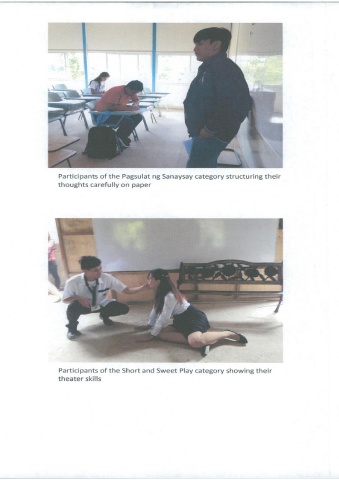 Participants of the Pagsulat ng Sanaysay category structuring their
thoughts carefully on paper
Participants of the Short and Sweet Play category showing their
theater skills